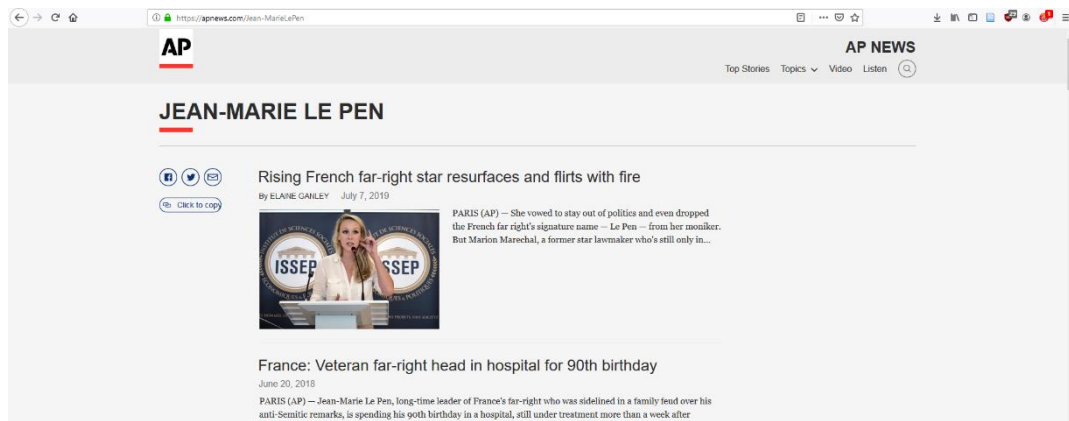 https://apnews.com/Jean-MarieLePen
AP
AP NEWS
Top Stories Topics Video Listen
JEAN-MARIE LE PEN
Click to copy
Rising French far-right star resurfaces and flirts with fire
By ELAINE GANLEY July 7, 2019
PARIS (AP) — She vowed to stay out of politics and even dropped
the French far right's signature name — Le Pen — from her moniker.
But Marion Marechal, a former star lawmaker who's still only in...
ISSEP
ISSEP
France: Veteran far-right head in hospital for 90th birthday
June 20, 2018
PARIS (AP) — Jean-Marie Le Pen, long-time leader of France's far-right who was sidelined in a family feud over his
anti-Semitic remarks, is spending his 90th birthday in a hospital, still under treatment more than a week after